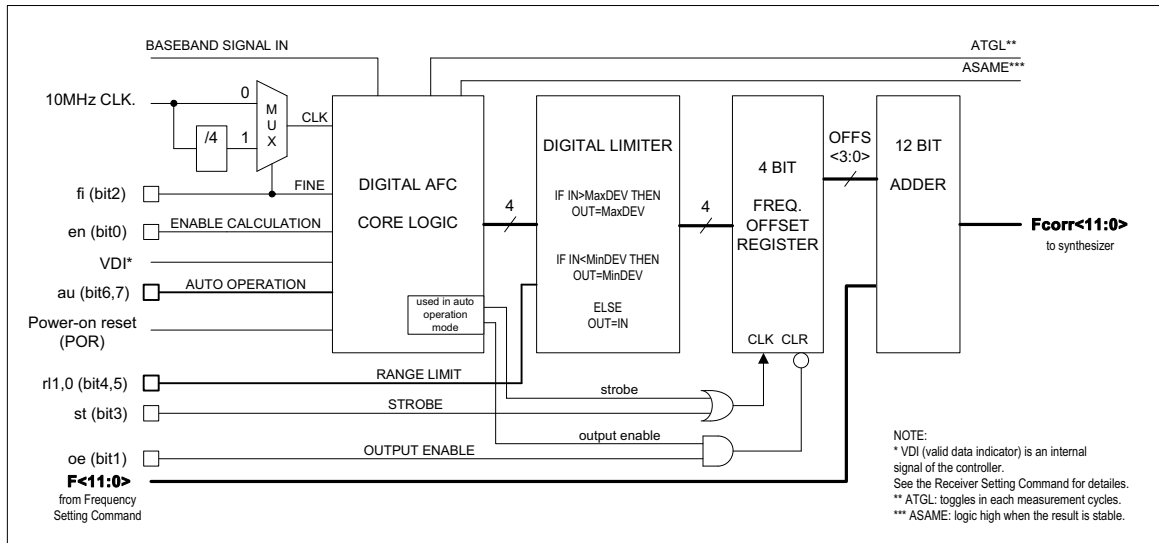 BASEBAND SIGNAL IN
ATGL**
ASAME***
10MHz CLK.
0
MUX
CLK
/4
1
fi (bit2)
FINE
en (bit0)
ENABLE CALCULATION
VDI*
au (bit6,7)
AUTO OPERATION
Power-on reset
(POR)
DIGITAL AFC
CORE LOGIC
used in auto
operation
mode
4
DIGITAL LIMITER
IF IN>MaxDEV THEN
OUT=MaxDEV
IF IN<MinDEV THEN
OUT=MinDEV
ELSE
OUT=IN
4
4 BIT
FREQ.
OFFSET
REGISTER
CLK CLR
OFFS
<3:0>
12 BIT
ADDER
Fcorr<11:0>
to synthesizer
rl1,0 (bit4,5)
RANGE LIMIT
strobe
st (bit3)
STROBE
output enable
oe (bit1)
OUTPUT ENABLE
F<11:0>
from Frequency
Setting Command
NOTE:
* VDI (valid data indicator) is an internal
signal of the controller.
See the Receiver Setting Command for detailes.
** ATGL: toggles in each measurement cycles.
*** ASAME: logic high when the result is stable.